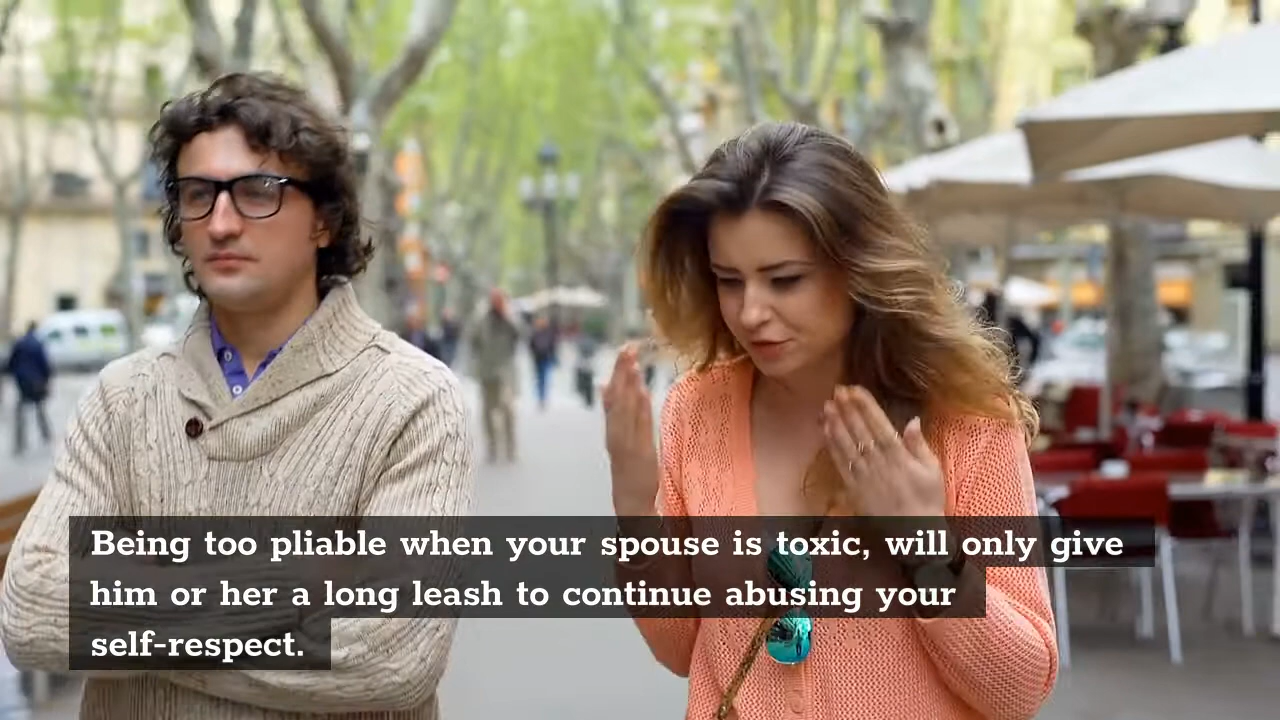 Being too pliable when your spouse is toxic, will only give
him or her a long leash to continue abusing your
self-respect.